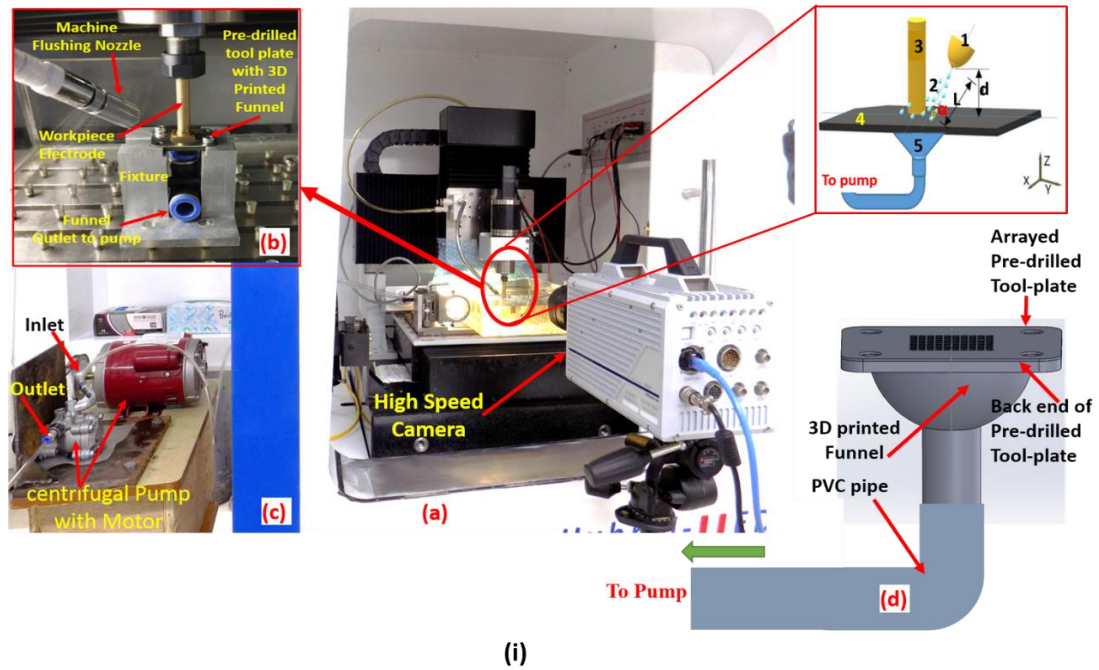 Machine
Flushing Nozzle
Pre-drilled
tool plate
with 3D
Printed
Funnel
Workpiece
Electrode
Fixture
Funnel
Outlet to pump
(b)
1
3
2
d
L
α
4
5
To pump
Z
X
Y
Inlet
Outlet
centrifugal Pump
with Motor
(c)
High Speed
Camera
(a)
Arrayed
Pre-drilled
Tool-plate
3D printed
Funnel
Back end of
Pre-drilled
Tool-plate
PVC pipe
To Pump
(d)
(i)